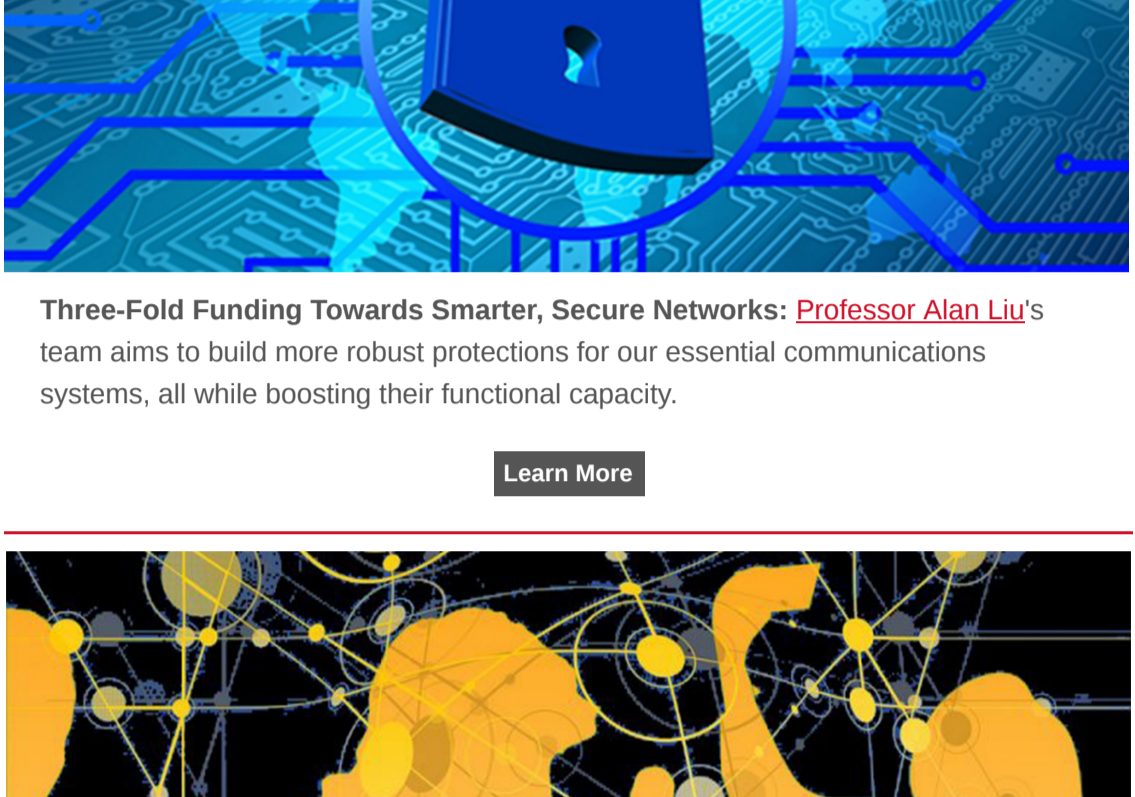 Three-Fold Funding Towards Smarter, Secure Networks: Professor Alan Liu's
team aims to build more robust protections for our essential communications
systems, all while boosting their functional capacity.
Learn More